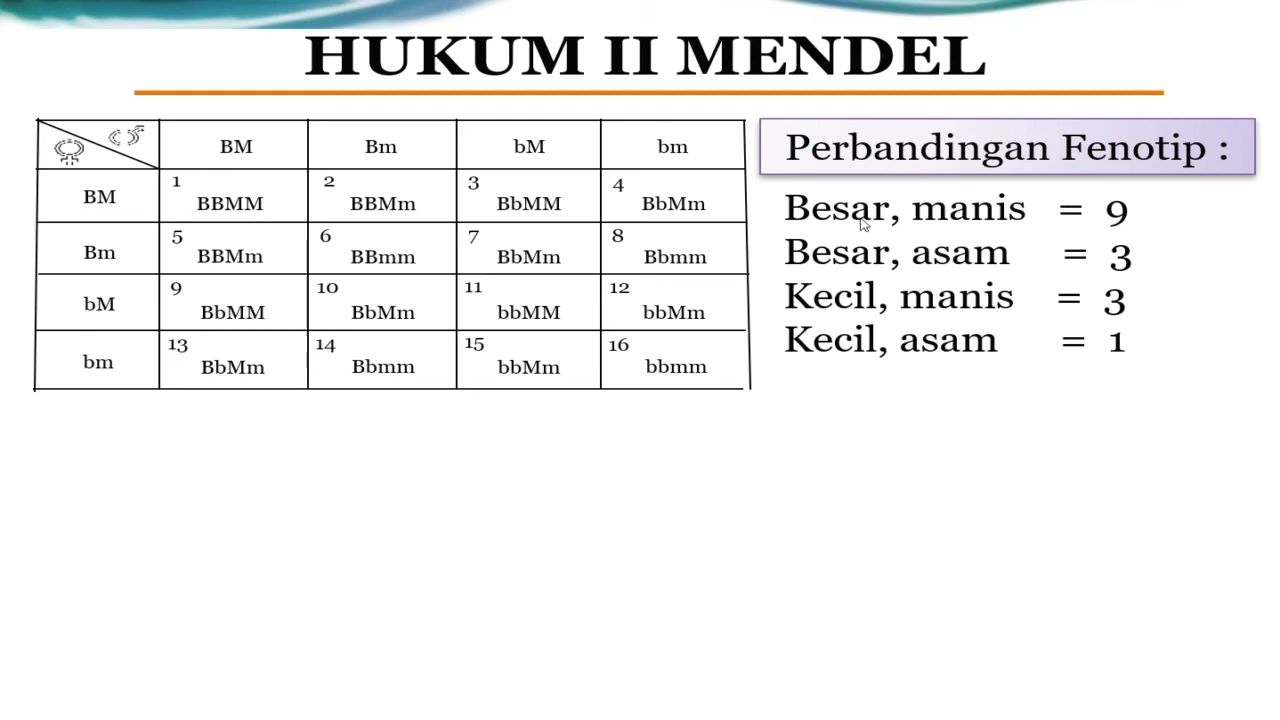 HUKUM II MENDEL
♀ ♂ BM Bm bM bm
BM 1 BBMM 2 BBMm 3 BbMM 4 BbMm
Bm 5 BBMm 6 BBmm 7 BbMm 8 Bbmm
bM 9 BbMM 10 BbMm 11 bbMM 12 bbMm
bm 13 BbMm 14 Bbmm 15 bbMm 16 bbmm
Perbandingan Fenotip :
Besar, manis = 9
Besar, asam = 3
Kecil, manis = 3
Kecil, asam = 1